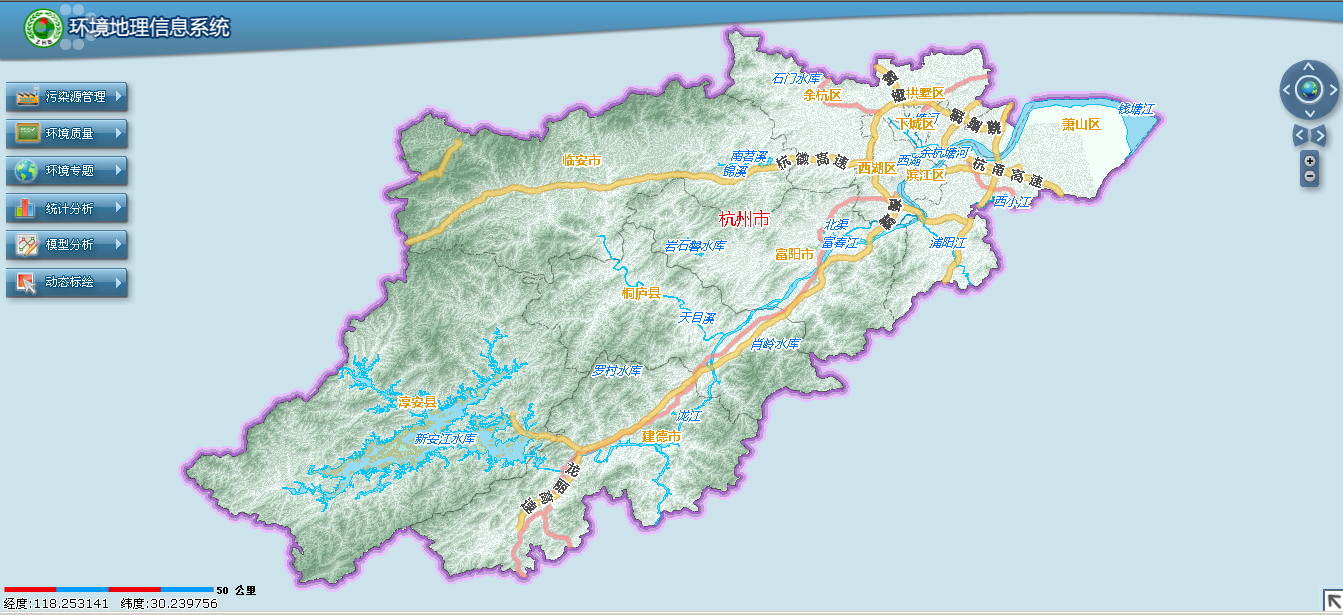 环境地理信息系统
ZHB
污染源管理
环境质量
环境专题
统计分析
模型分析
动态标绘
石门水库
余杭区
拱墅区
下城区
钱塘江
萧山区
临安市
南苕溪
锦溪
杭徽高速
西湖区
西湖
余杭塘河
滨江区
杭甬高速
西小江
杭州市
北渠
富春江
浦阳江
岩石磐水库
富阳市
桐庐县
天目溪
肖岭水库
罗村水库
淳安县
泷江
新安江水库
建德市
龙丽高速
50 公里
经度:118.253141 纬度:30.239756